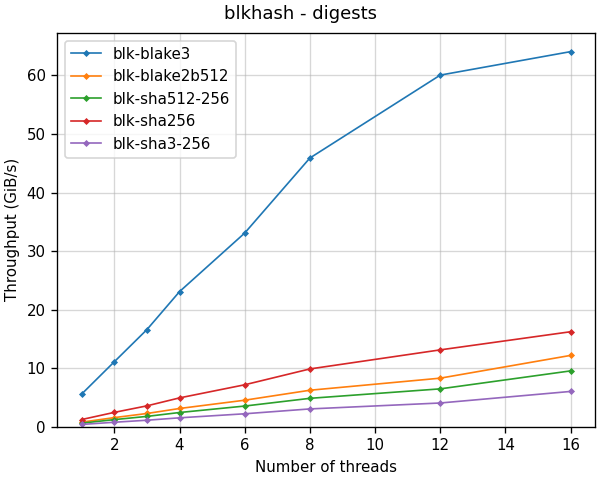 blkhash - digests
blk-blake3
blk-blake2b512
blk-sha512-256
blk-sha256
blk-sha3-256
Throughput (GiB/s)
60
50
40
30
20
10
0
2 4 6 8 10 12 14 16
Number of threads